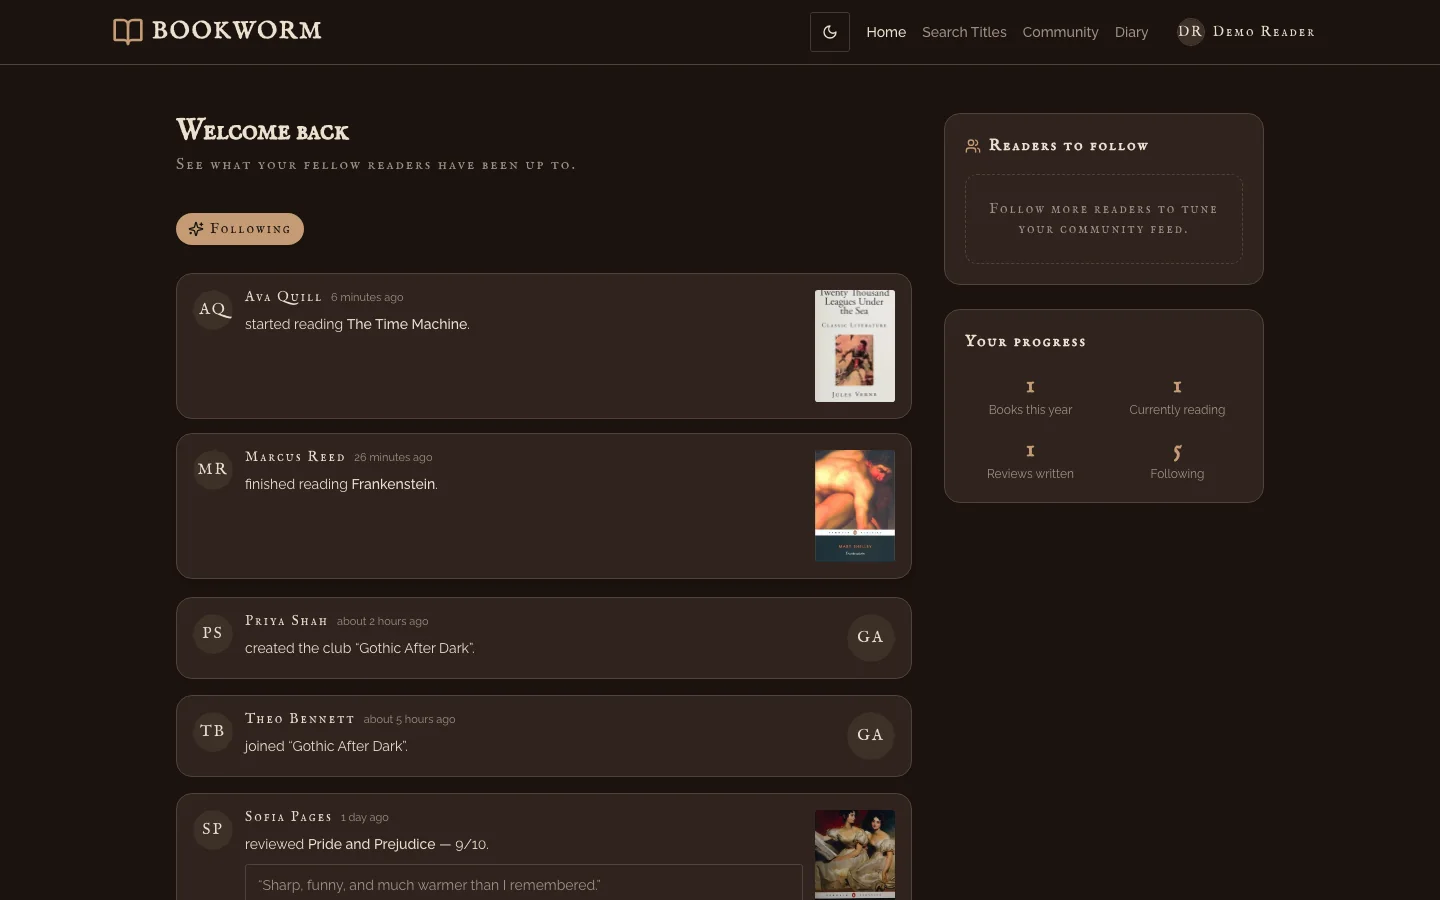 BOOKWORM
Home
Search Titles
Community
Diary
DR
Demo Reader
Welcome back
See what your fellow readers have been up to.
Following
AQ
Ava Quill
6 minutes ago
started reading The Time Machine.
Twenty Thousand
Leagues Under
the Sea
Classic Literature
Jules Verne
MR
Marcus Reed
26 minutes ago
finished reading Frankenstein.
MARY SHELLEY
Frankenstein
PS
Priya Shah
about 2 hours ago
created the club “Gothic After Dark”.
GA
TB
Theo Bennett
about 5 hours ago
joined “Gothic After Dark”.
GA
SP
Sofia Pages
1 day ago
reviewed Pride and Prejudice — 9/10.
“Sharp, funny, and much warmer than I remembered.”
Readers to follow
Follow more readers to tune
your community feed.
Your progress
1
Books this year
1
Currently reading
1
Reviews written
5
Following